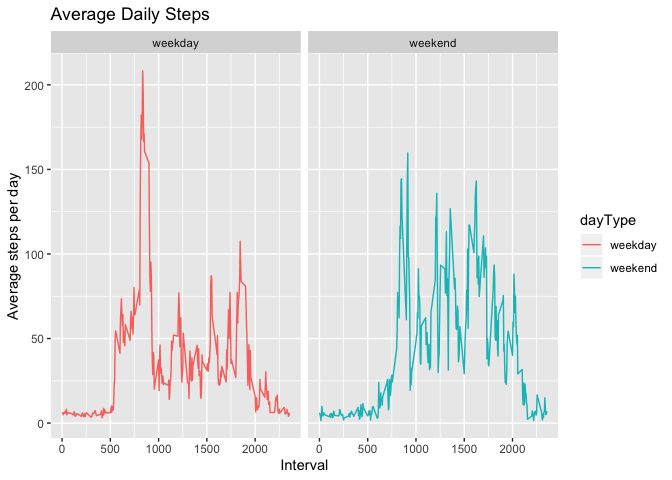 Average Daily Steps
weekday weekend
Average steps per day
200
150
100
50
0
0 500 1000 1500 2000 0 500 1000 1500 2000
Interval
dayType
weekday
weekend